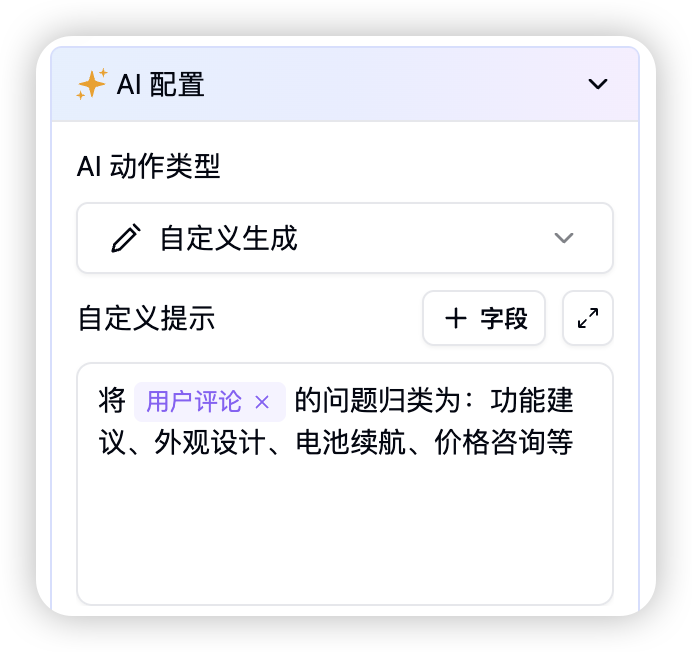 AI 配置
AI 动作类型
自定义生成
自定义提示
+ 字段
将 用户评论 × 的问题归类为：功能建
议、外观设计、电池续航、价格咨询等